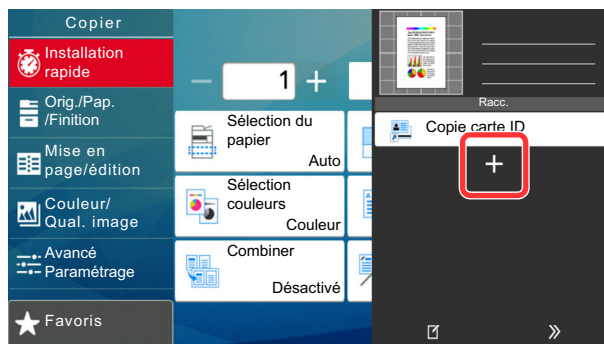 Copier
Installation
rapide
Orig./Pap.
/Finition
Mise en
page/édition
Couleur/
Qual. image
Avancé
Paramétrage
Favoris
1
Sélection du
papier
Auto
Sélection
couleurs
Couleur
Combiner
Désactivé
Racc.
Copie carte ID